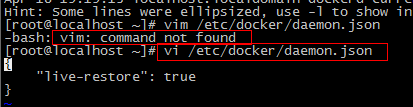 Hint: Some lines were ellipsized, use -l to show in
[root@localhost ~]# vim /etc/docker/daemon.json
-bash: vim: command not found
[root@localhost ~]# vi /etc/docker/daemon.json
{
    "live-restore": true
}
~